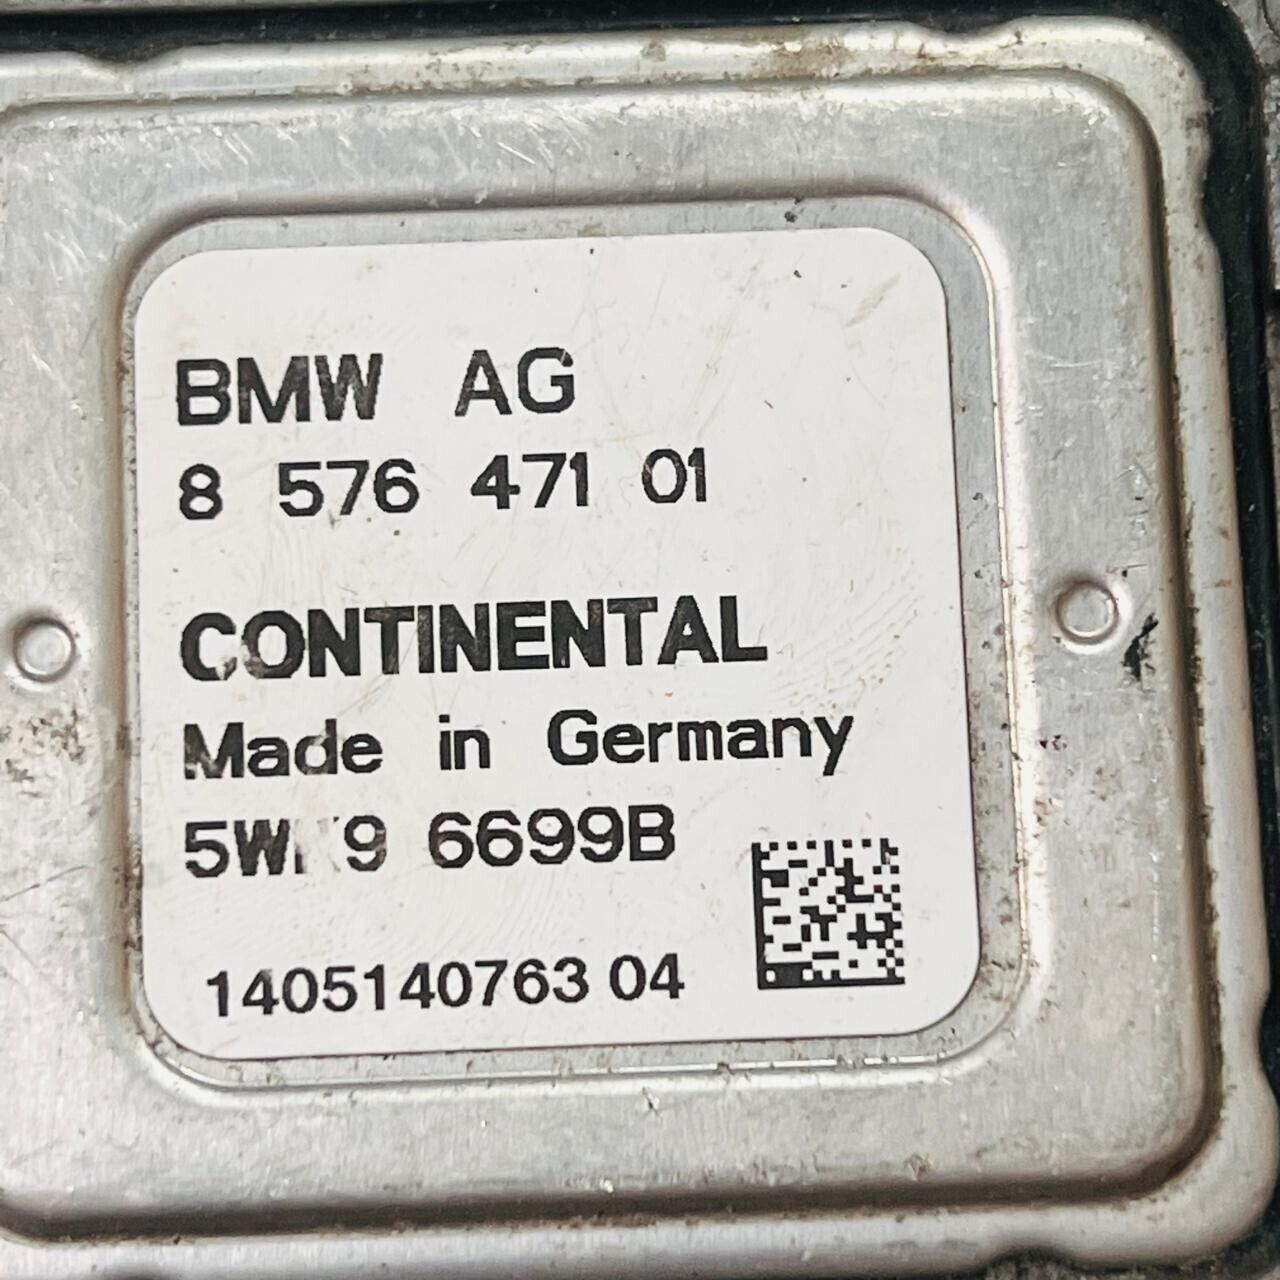 BMW AG
8 576 471 01
CONTINENTAL
Made in Germany
6699B
1405140763 04